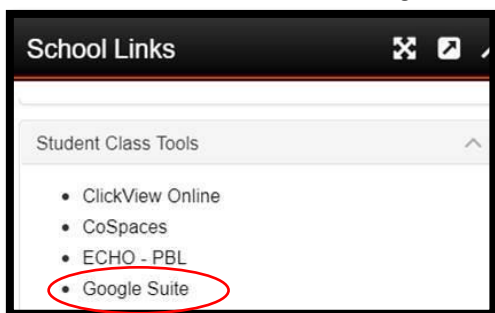 School Links
Student Class Tools
• ClickView Online
• CoSpaces
• ECHO - PBL
• Google Suite